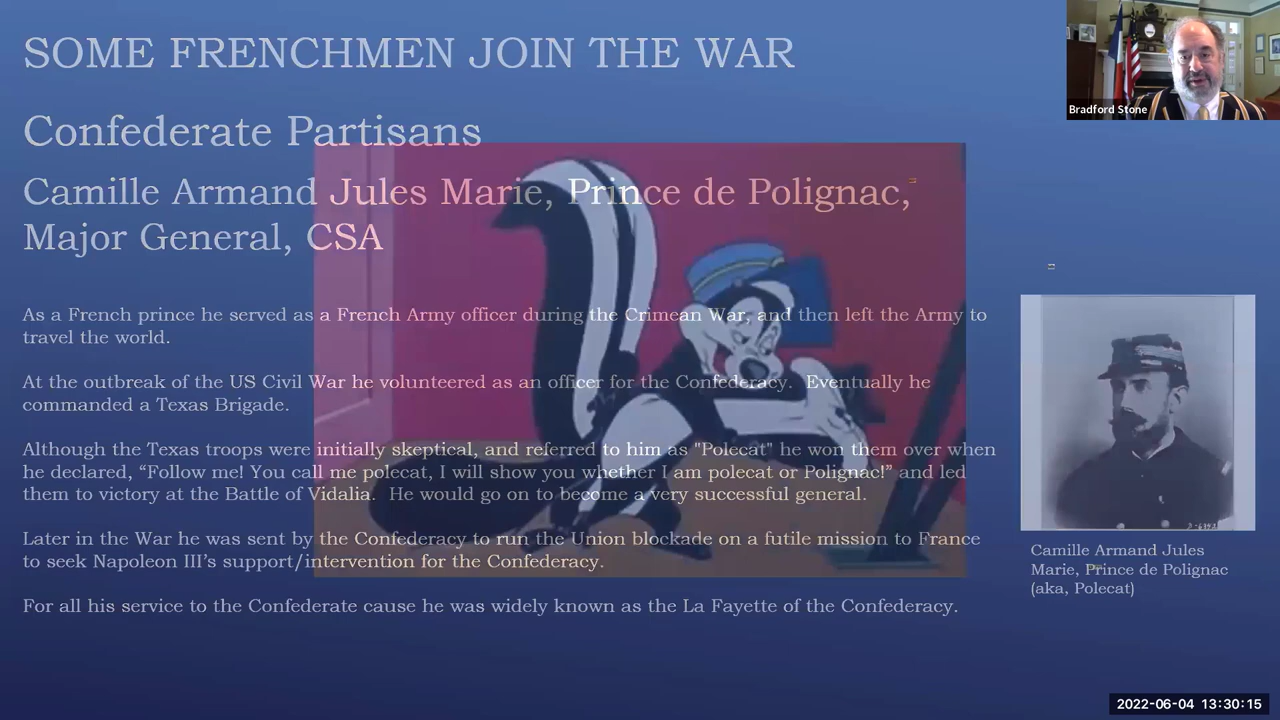 SOME FRENCHMEN JOIN THE WAR
Bradford Stone
Confederate Partisans
Camille Armand Jules Marie, Prince de Polignac,
Major General, CSA
As a French prince he served as a French Army officer during the Crimean War, and then left the Army to
travel the world.
At the outbreak of the US Civil War he volunteered as an officer for the Confederacy.  Eventually he
commanded a Texas Brigade.
Although the Texas troops were initially skeptical, and referred to him as "Polecat" he won them over when
he declared, “Follow me! You call me polecat, I will show you whether I am polecat or Polignac!” and led
them to victory at the Battle of Vidalia.  He would go on to become a very successful general.
Later in the War he was sent by the Confederacy to run the Union blockade on a futile mission to France
to seek Napoleon III’s support/intervention for the Confederacy.
For all his service to the Confederate cause he was widely known as the La Fayette of the Confederacy.
Camille Armand Jules
Marie, Prince de Polignac
(aka, Polecat)
2022-06-04 13:30:15